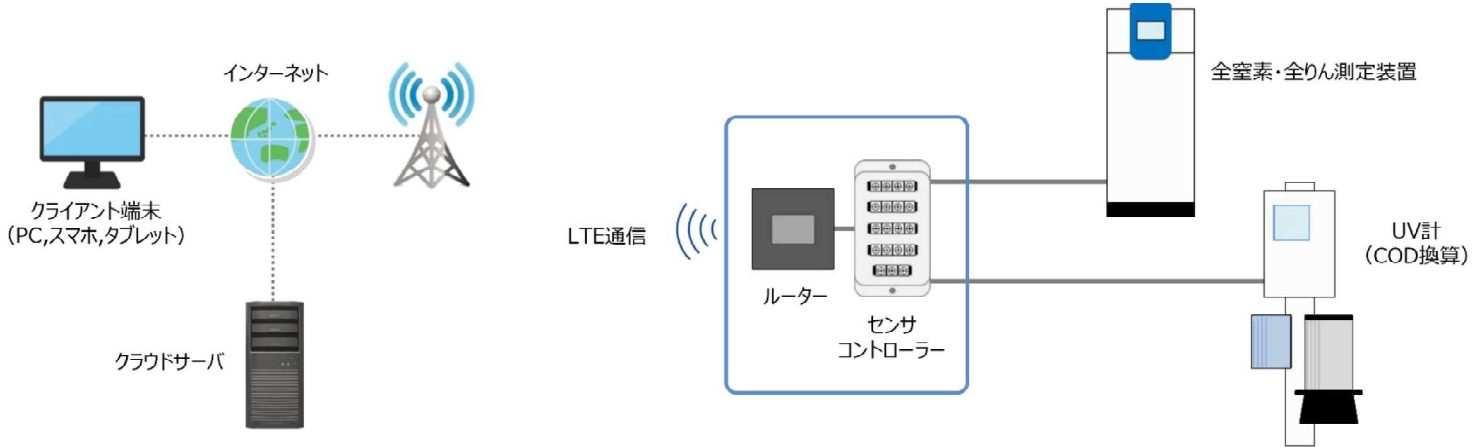 インターネット
クライアント端末
（PC,スマホ,タブレット）
クラウドサーバ
LTE通信
ルーター
センサ
コントローラー
全窒素・全りん測定装置
UV計
（COD換算）